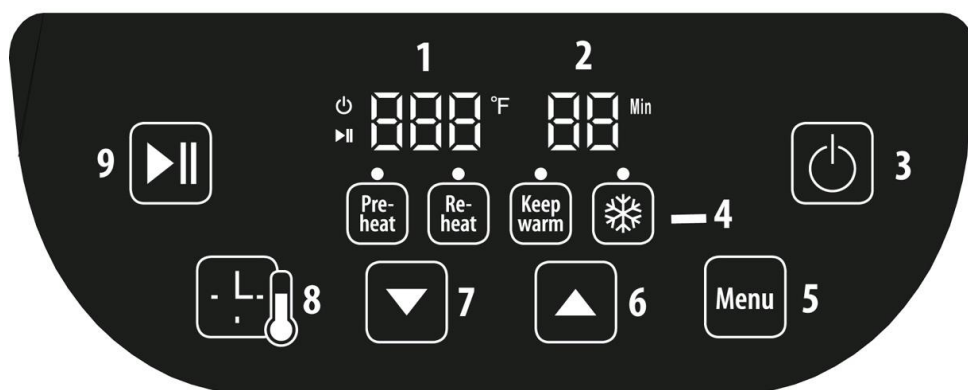 1 2
888 °F 88 Min
9 3
Pre-
heat
Re-
heat
Keep
warm
4
8 7 6 Menu 5